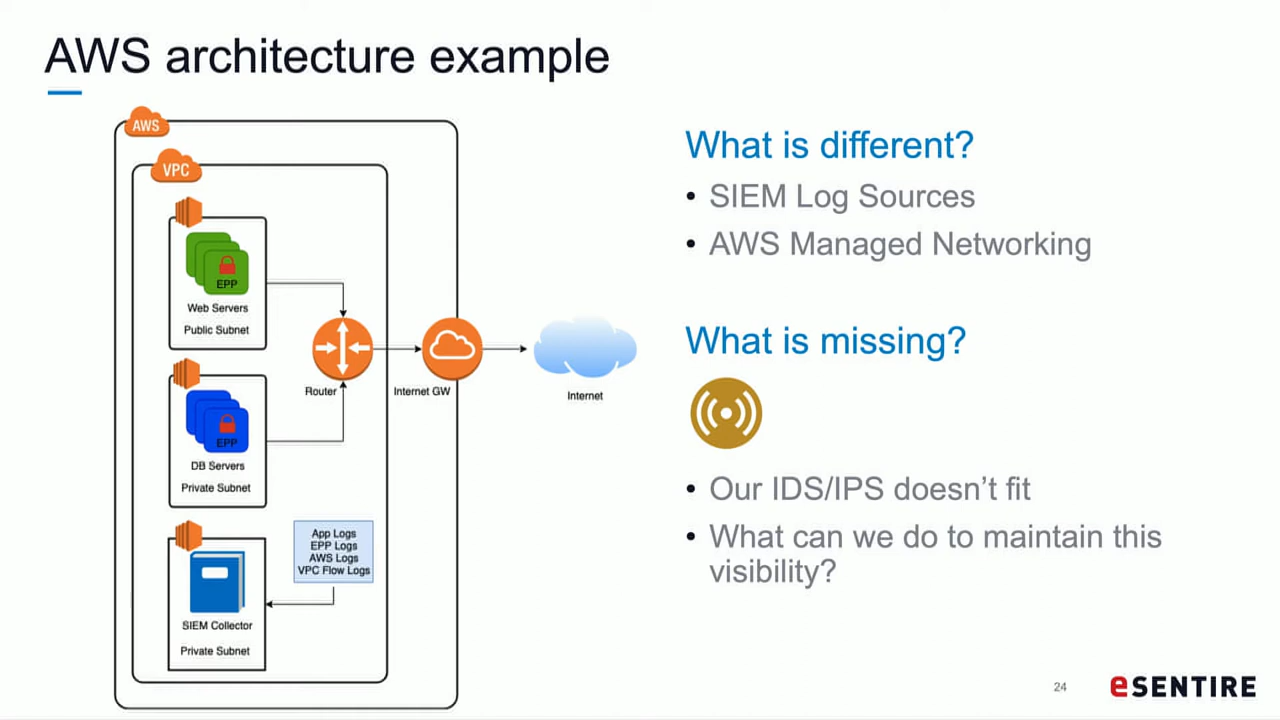 AWS architecture example
AWS
VPC
EPP
Web Servers
Public Subnet
EPP
DB Servers
Private Subnet
SIEM Collector
Private Subnet
App Logs
EPP Logs
AWS Logs
VPC Flow Logs
Router
Internet GW
Internet
What is different?
• SIEM Log Sources
• AWS Managed Networking
What is missing?
• Our IDS/IPS doesn’t fit
• What can we do to maintain this
visibility?
24
eSENTIRE